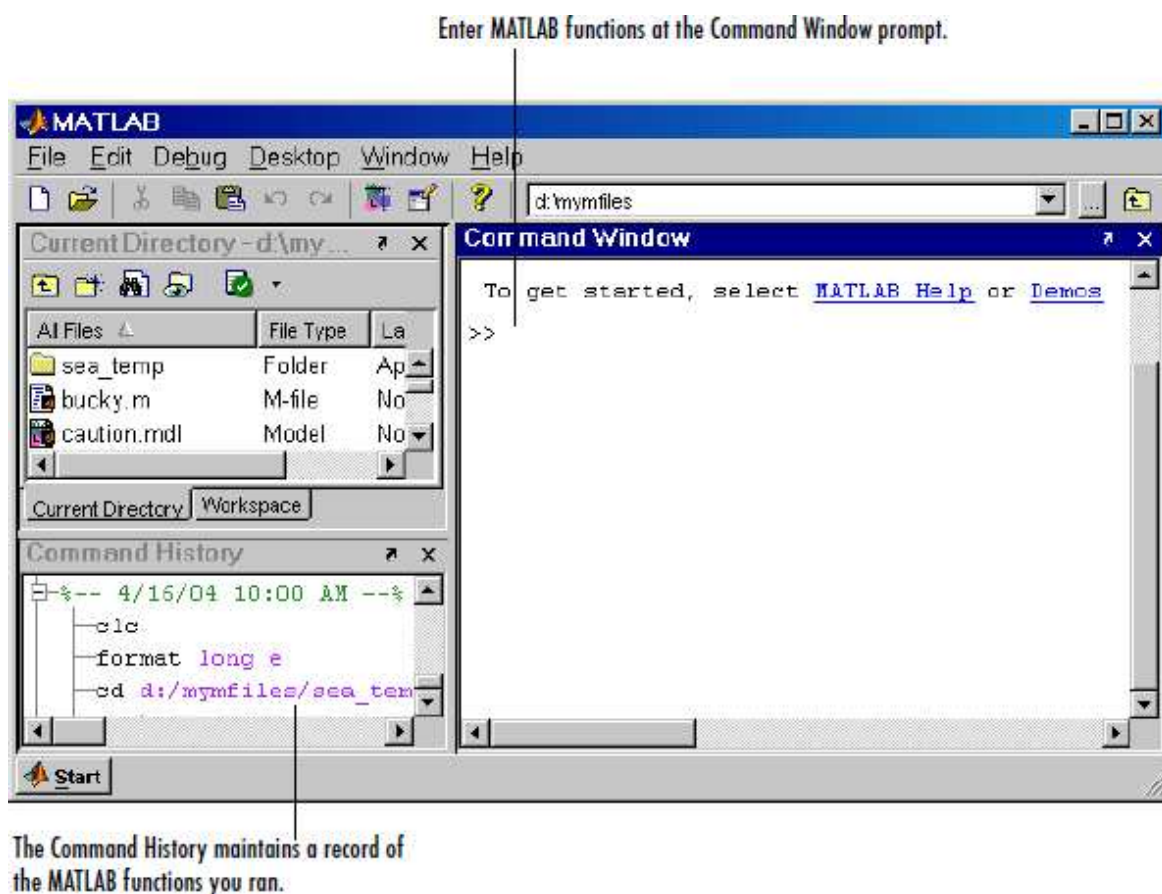 Enter MATLAB functions at the Command Window prompt.
MATLAB
File Edit Debug Desktop Window Help
d:\mymfiles
...
Current Directory - d:\my...
Command Window
To get started, select MATLAB Help or Demos
>>
All Files File Type La
sea_temp Folder Ap
bucky.m M-file No
caution.mdl Model No
Current Directory Workspace
Command History
%-- 4/16/04 10:00 AM --%
clc
format long e
cd d:/mymfiles/sea_tem
Start
The Command History maintains a record of
the MATLAB functions you ran.